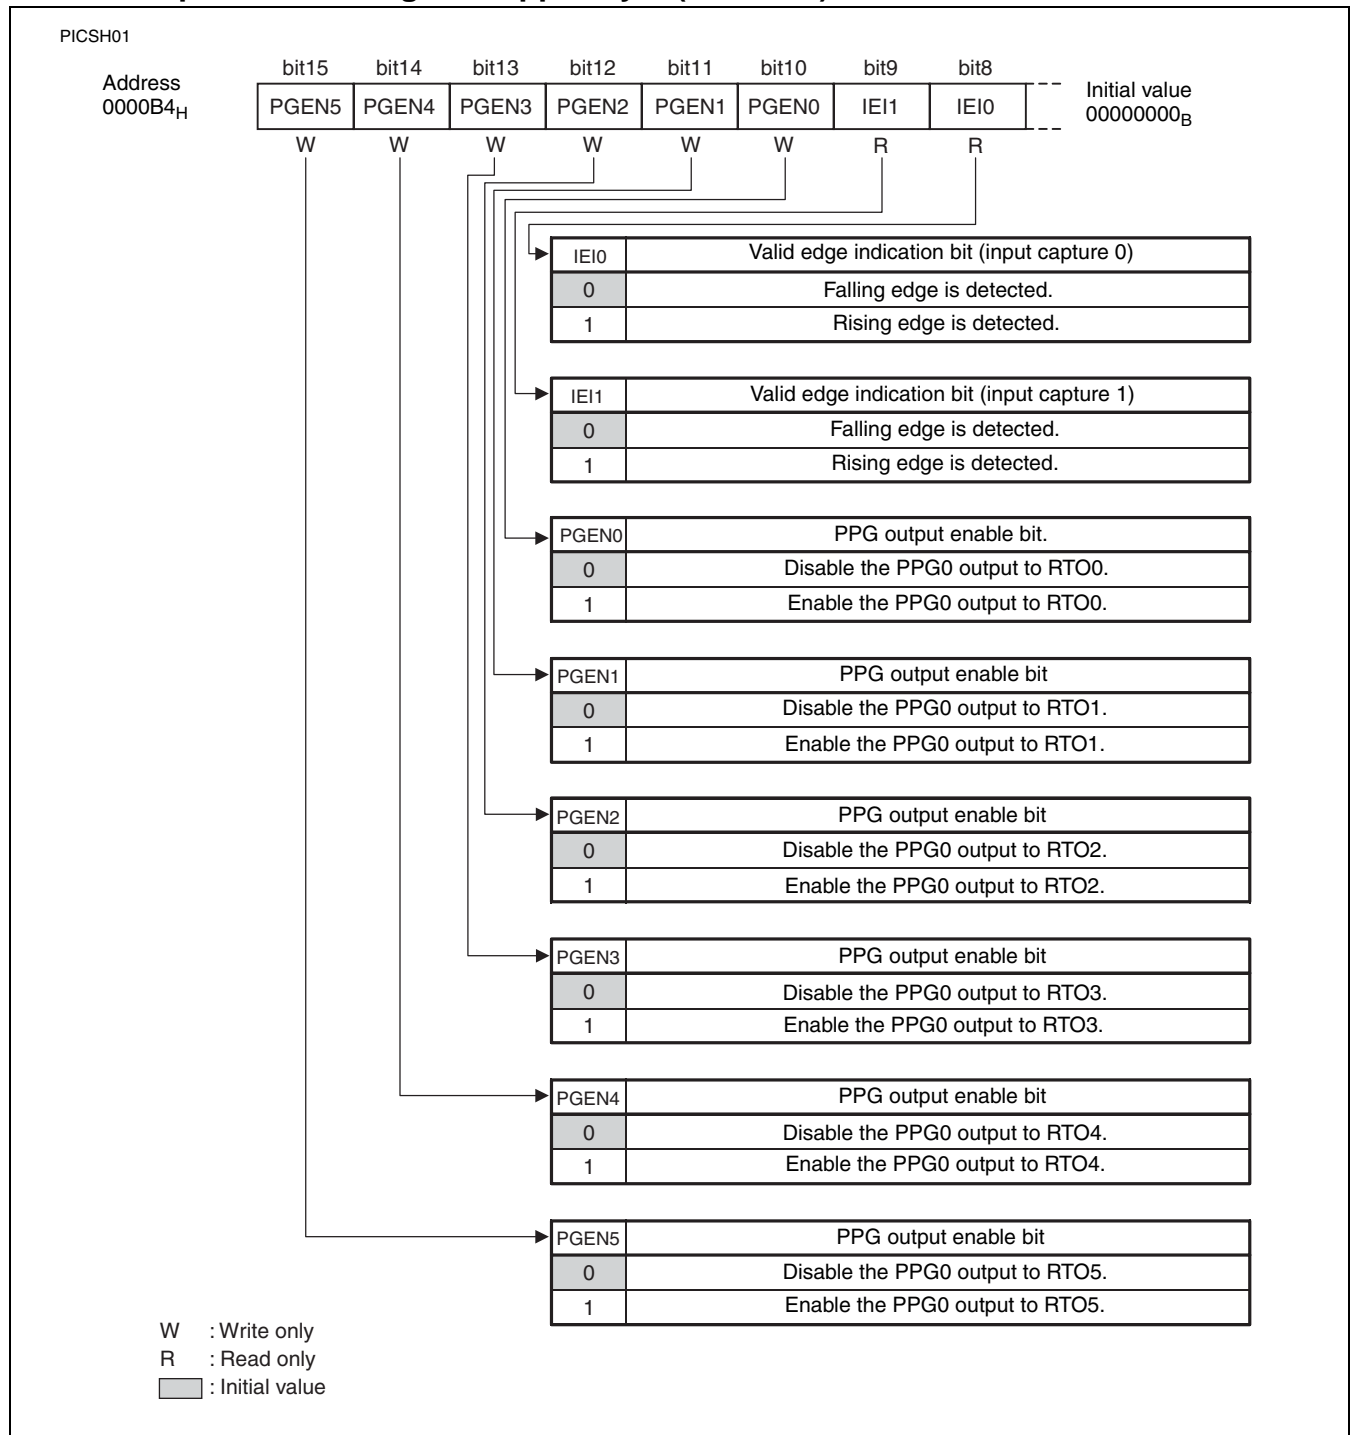 PICSH01
bit15 bit14 bit13 bit12 bit11 bit10 bit9 bit8
Address
0000B4H
PGEN5 PGEN4 PGEN3 PGEN2 PGEN1 PGEN0 IEI1 IEI0
Initial value
00000000B
W W W W W W R R
IEI0 Valid edge indication bit (input capture 0)
0 Falling edge is detected.
1 Rising edge is detected.
IEI1 Valid edge indication bit (input capture 1)
0 Falling edge is detected.
1 Rising edge is detected.
PGEN0 PPG output enable bit.
0 Disable the PPG0 output to RTO0.
1 Enable the PPG0 output to RTO0.
PGEN1 PPG output enable bit
0 Disable the PPG0 output to RTO1.
1 Enable the PPG0 output to RTO1.
PGEN2 PPG output enable bit
0 Disable the PPG0 output to RTO2.
1 Enable the PPG0 output to RTO2.
PGEN3 PPG output enable bit
0 Disable the PPG0 output to RTO3.
1 Enable the PPG0 output to RTO3.
PGEN4 PPG output enable bit
0 Disable the PPG0 output to RTO4.
1 Enable the PPG0 output to RTO4.
PGEN5 PPG output enable bit
0 Disable the PPG0 output to RTO5.
1 Enable the PPG0 output to RTO5.
W : Write only
R : Read only
: Initial value